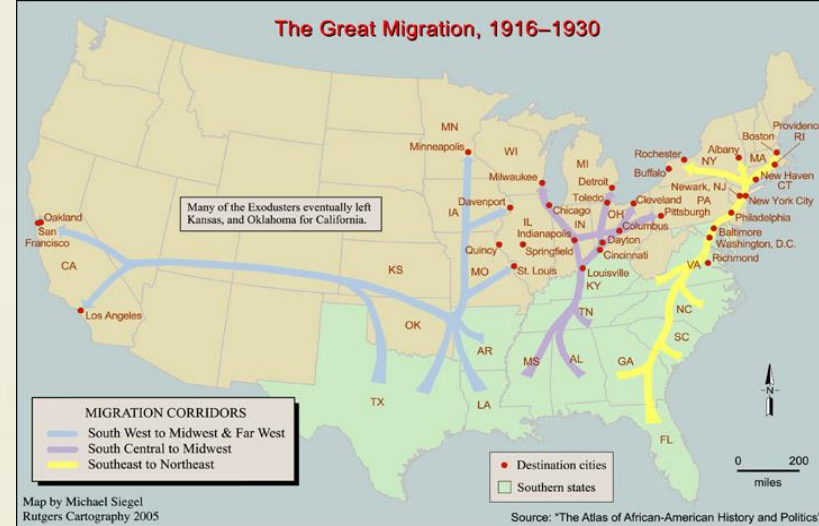 The Great Migration, 1916–1930
MN
Minneapolis
WI
MI
Milwaukee
Detroit
Toledo
Rochester
Buffalo
Albany
NY
Boston
MA
Providence
RI
New Haven
CT
Newark, NJ
New York City
PA
Cleveland
Pittsburgh
Philadelphia
Baltimore
Washington, D.C.
Richmond
Many of the Exodusters eventually left
Kansas, and Oklahoma for California.
Davenport
IA
Chicago
IL
IN
OH
Indianapolis
Columbus
Quincy
Springfield
Dayton
Cincinnati
Oakland
San
Francisco
CA
Los Angeles
KS
MO
St. Louis
Louisville
KY
VA
OK
AR
TN
NC
SC
MS
AL
GA
TX
LA
FL
N
MIGRATION CORRIDORS
South West to Midwest & Far West
South Central to Midwest
Southeast to Northeast
Destination cities
Southern states
0 200
miles
Map by Michael Siegel
Rutgers Cartography 2005
Source: "The Atlas of African-American History and Politics"